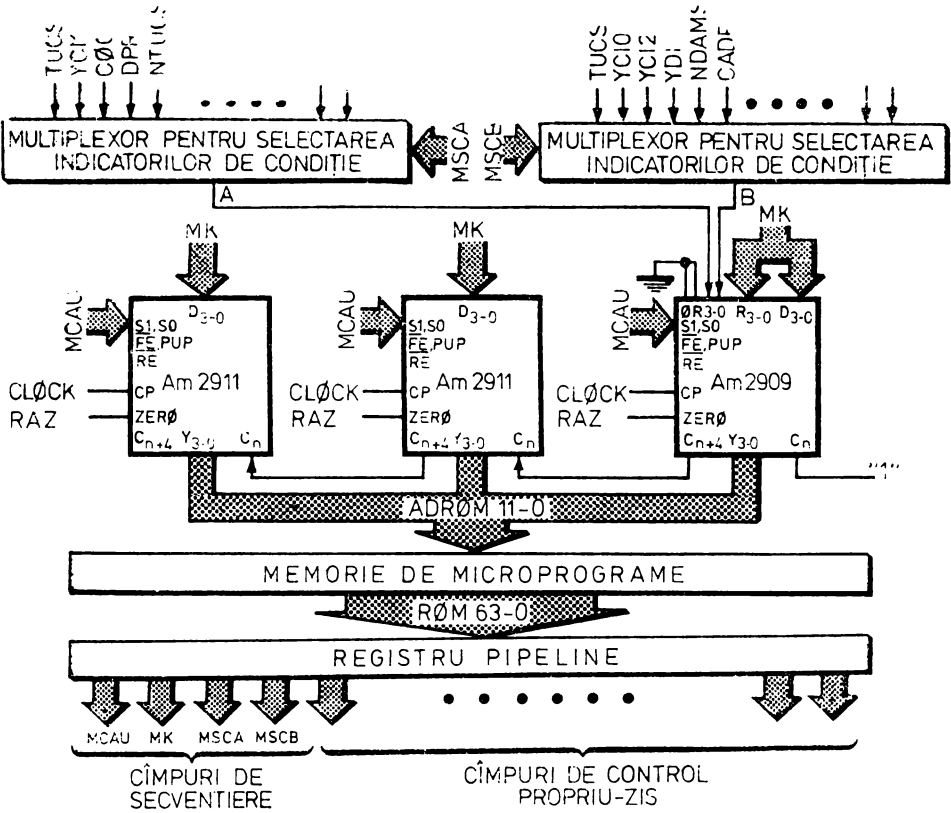 TUCS
DPR
NTUCS
TUCS
YCI0
YCI2
YDI
NDAMS
MULTIPLEXOR PENTRU SELECTAREA
INDICATORILOR DE CONDIȚIE
MSCA
MSCB
MULTIPLEXOR PENTRU SELECTAREA
INDICATORILOR DE CONDIȚIE
A
B
MK
MK
MK
MCAU
D3-0
S1,S0
FE,PUP
RE
Am 2911
CLØCK
CP
RAZ
ZERØ
Cn+4 Y3-0 Cn
MCAU
D3-0
S1,S0
FE,PUP
RE
Am 2911
CLØCK
CP
RAZ
ZERØ
Cn+4 Y3-0 Cn
MCAU
ØR3-0 R3-0 D3-0
S1,S0
FE,PUP
RE
Am 2909
CLØCK
CP
RAZ
ZERØ
Cn+4 Y3-0 Cn
"1"
ADRØM 11-0
MEMORIE DE MICROPROGRAME
RØM 63-0
REGISTRU PIPELINE
MCAU MK MSCA MSCB
CÎMPURI DE
SECVENTIERE
CÎMPURI DE CONTROL
PROPRIU-ZIS